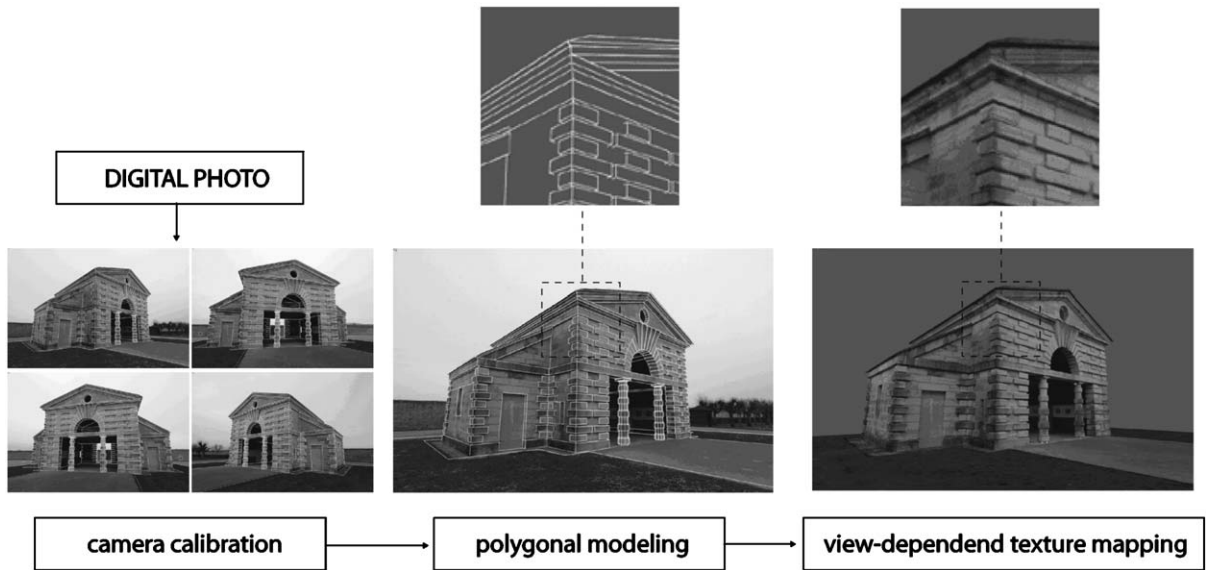 DIGITAL PHOTO
camera calibration
polygonal modeling
view-dependend texture mapping